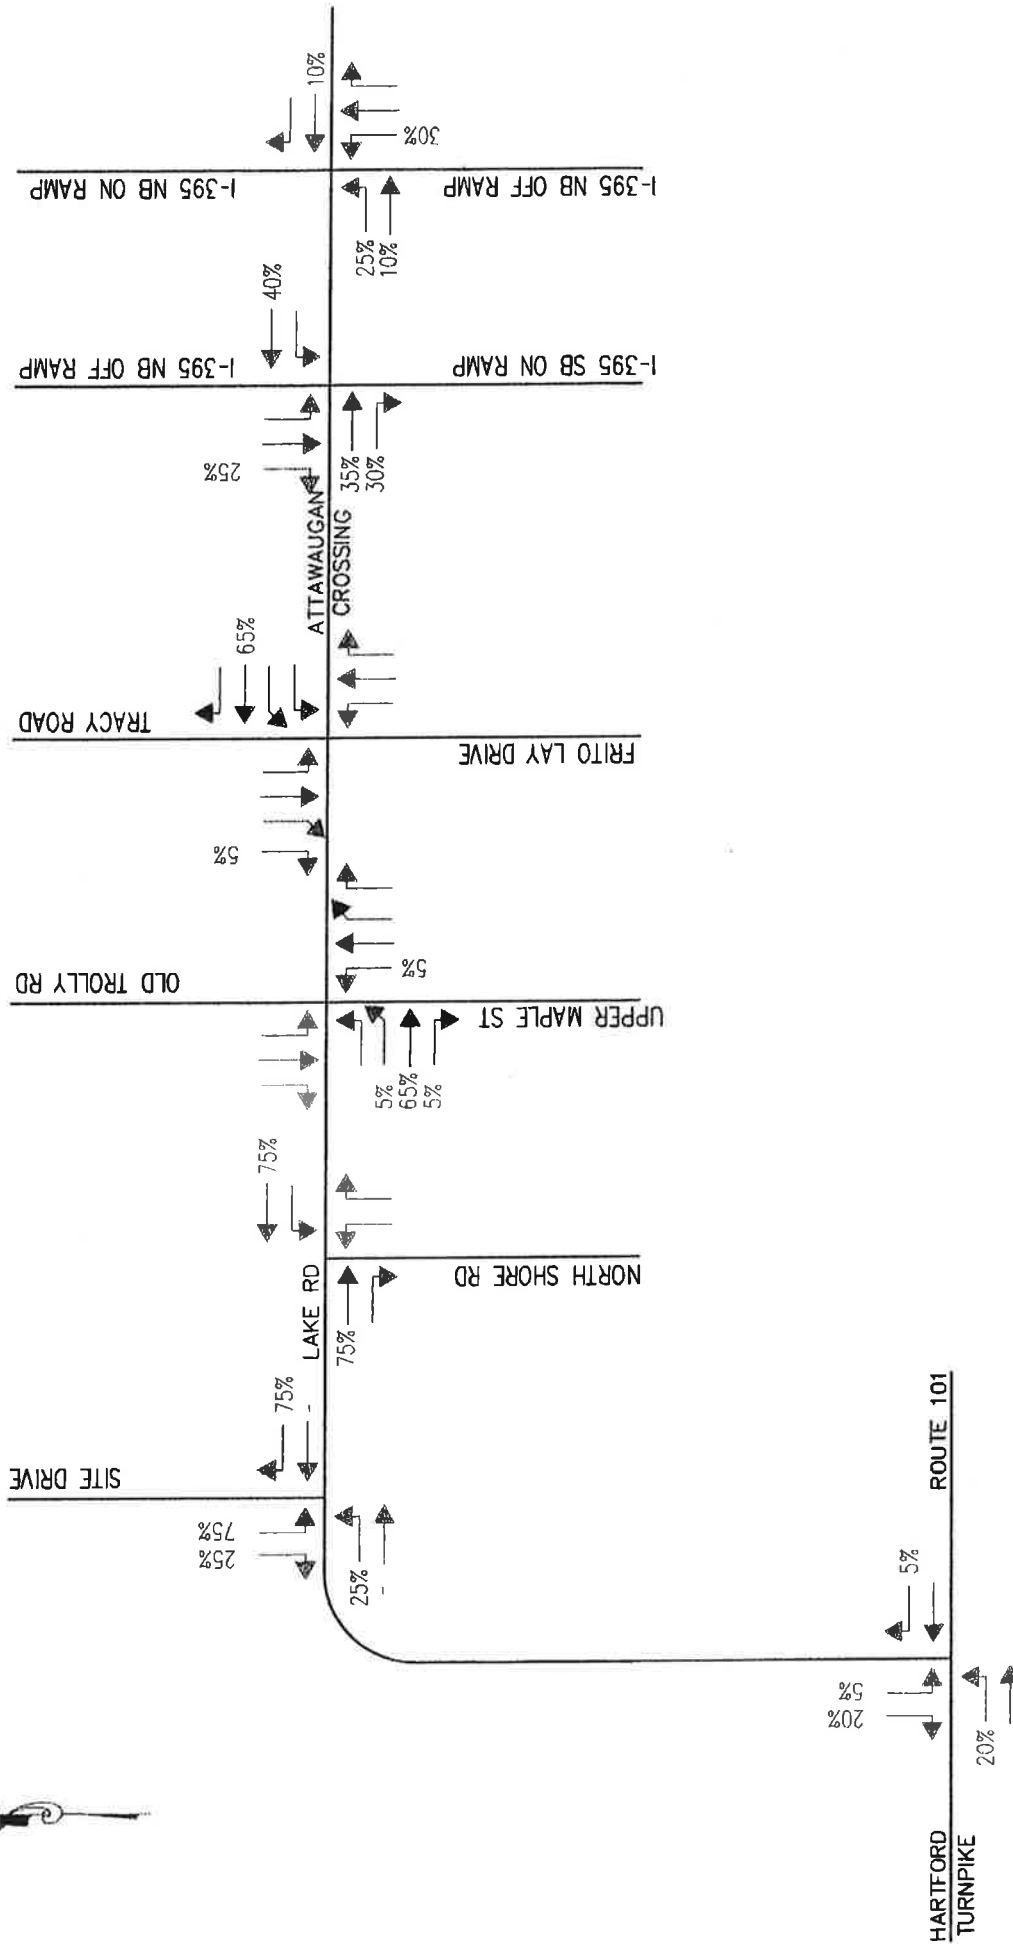 10%
30%
I-395 NB ON RAMP
I-395 NB OFF RAMP
25%
10%
40%
I-395 NB OFF RAMP
I-395 SB ON RAMP
25%
35%
30%
ATTAWAUGAN
CROSSING
65%
TRACY ROAD
FRITO LAY DRIVE
5%
5%
OLD TROLLY RD
UPPER MAPLE ST
5%
65%
5%
75%
LAKE RD
NORTH SHORE RD
75%
75%
-
SITE DRIVE
75%
25%
25%
-
ROUTE 101
5%
5%
20%
20%
HARTFORD
TURNPIKE